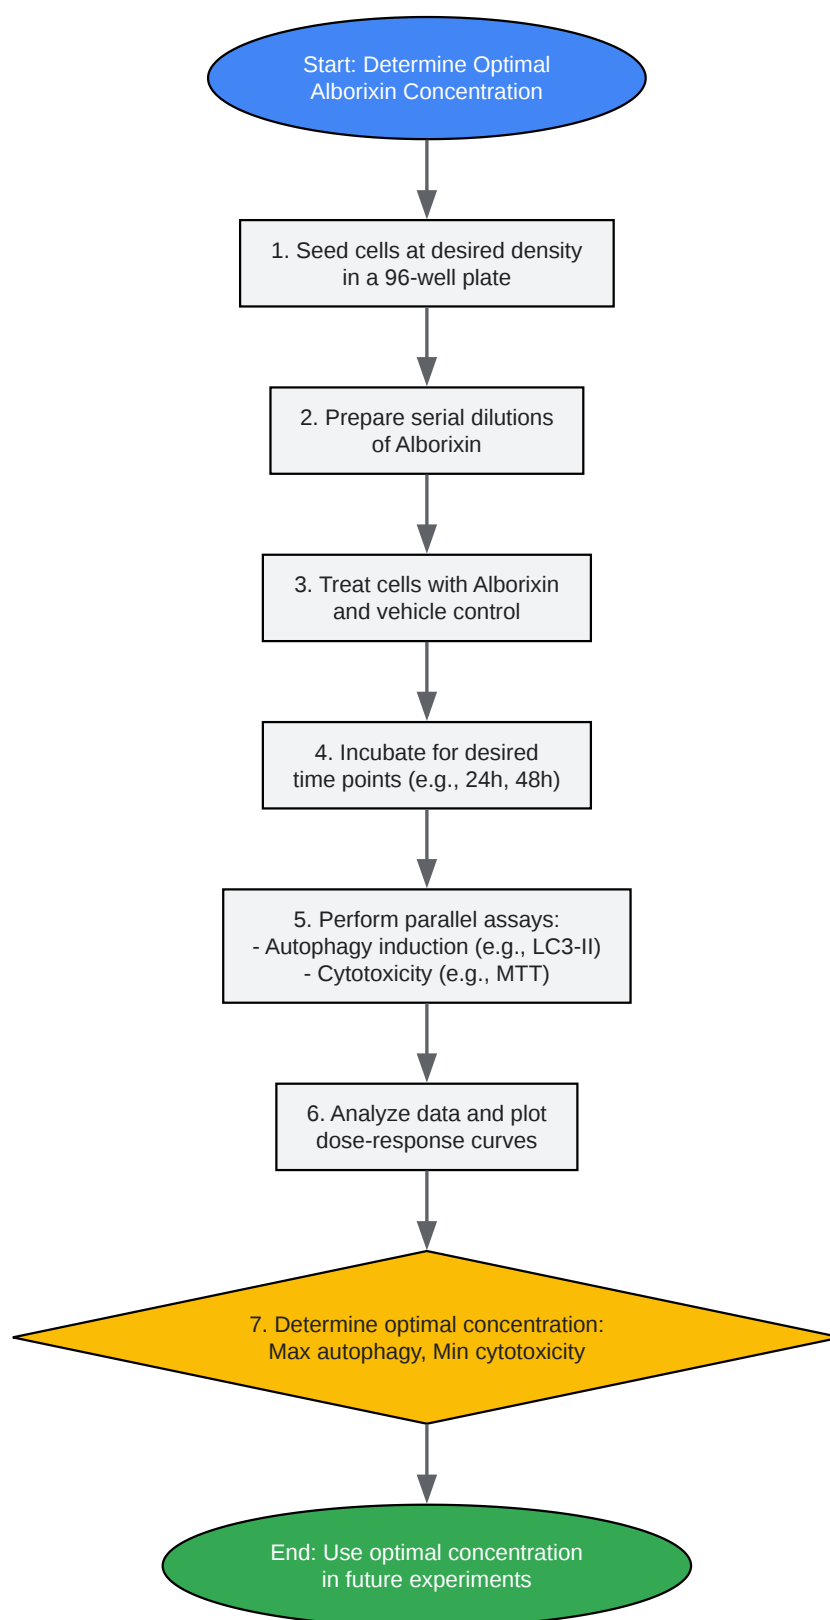 Start: Determine Optimal
Alborixin Concentration
1. Seed cells at desired density
in a 96-well plate
2. Prepare serial dilutions
of Alborixin
3. Treat cells with Alborixin
and vehicle control
4. Incubate for desired
time points (e.g., 24h, 48h)
5. Perform parallel assays:
- Autophagy induction (e.g., LC3-II)
- Cytotoxicity (e.g., MTT)
6. Analyze data and plot
dose-response curves
7. Determine optimal concentration:
Max autophagy, Min cytotoxicity
End: Use optimal concentration
in future experiments